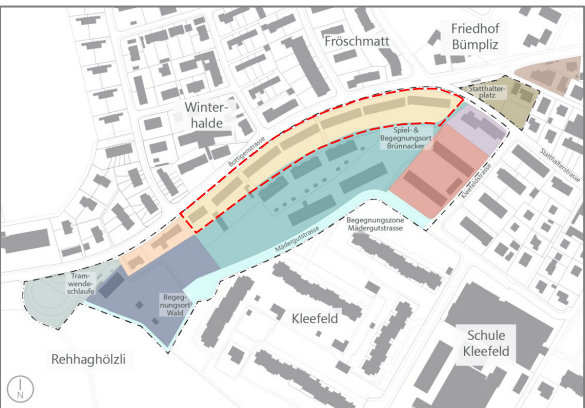 Friedhof
Bümpliz
Fröschmatt
Winter-
halde
Statthalter-
platz
Bottigenstrasse
Spiel- &
Begegnungsort
Brünnacker
Statthalterstrasse
Kleefeldstrasse
Begegnungszone
Mädergutstrasse
Mädergutstrasse
Tram-
wende-
schlaufe
Begeg-
nungsort
Wald
Kleefeld
Schule
Kleefeld
Rehhaghölzli
N